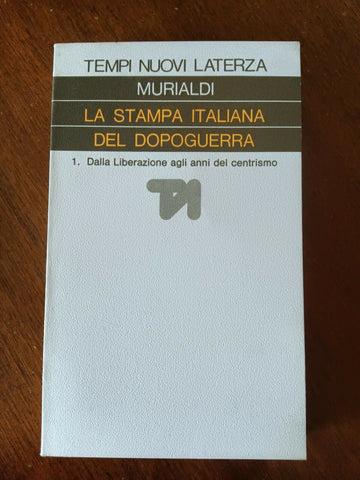 TEMPI NUOVI LATERZA
MURIALDI
LA STAMPA ITALIANA
DEL DOPOGUERRA
1. Dalla Liberazione agli anni del centrismo